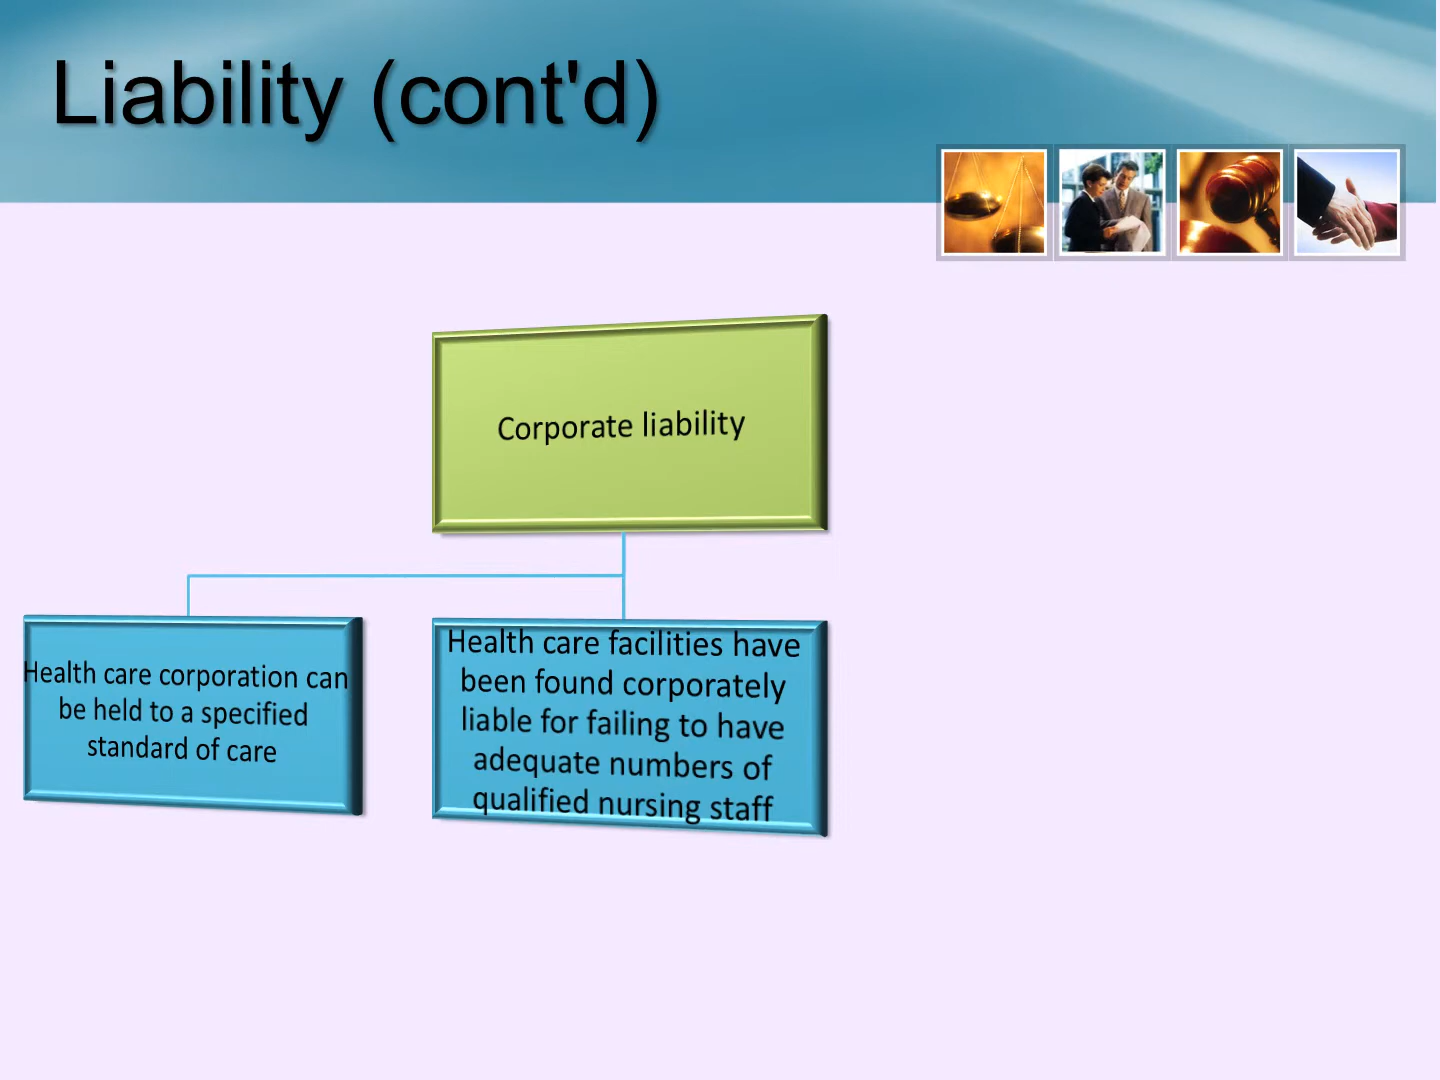 Liability (cont'd)
Corporate liability
Health care corporation can
be held to a specified
standard of care
Health care facilities have
been found corporately
liable for failing to have
adequate numbers of
qualified nursing staff